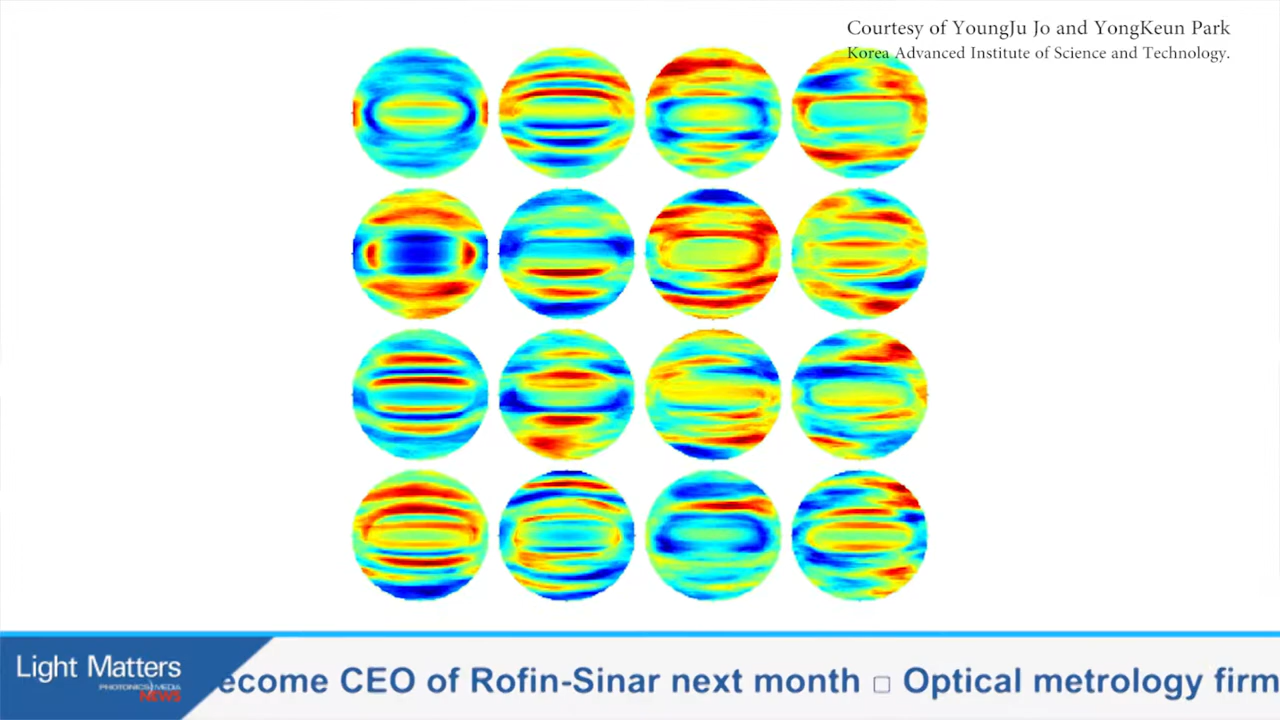 Courtesy of YoungJu Jo and YongKeun Park
Korea Advanced Institute of Science and Technology.
Light Matters
PHOTONICS MEDIA
NEWS
ecome CEO of Rofin-Sinar next month □ Optical metrology firm